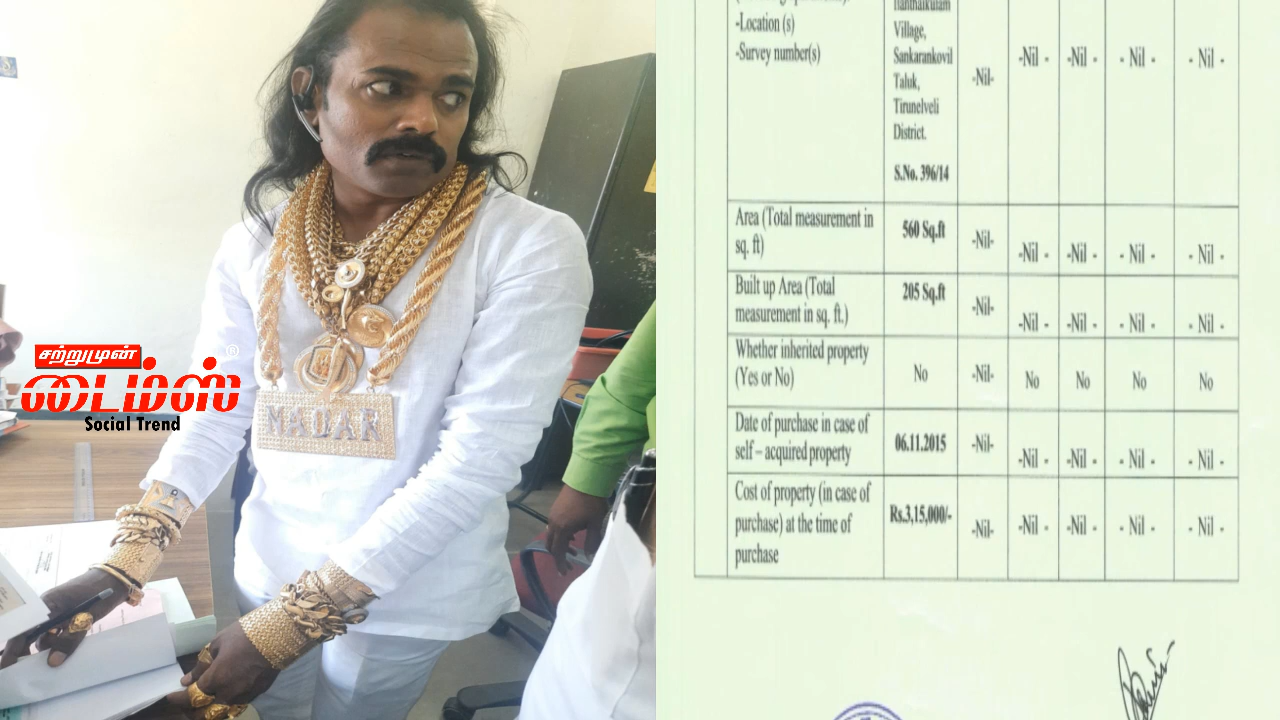 சற்றுமுன்
டைம்ஸ்®
Social Trend
MADAR
-Location (s)
-Survey number(s)
Village,
Sankarankovil
Taluk,
Tirunelveli
District.
S.No. 396/14
-Nil-
-Nil -
-Nil -
- Nil -
- Nil -
Area (Total measurement in
sq. ft)
560 Sq.ft
-Nil-
-Nil -
-Nil -
- Nil -
- Nil -
Built up Area (Total
measurement in sq. ft.)
205 Sq.ft
-Nil-
-Nil -
-Nil -
- Nil -
- Nil -
Whether inherited property
(Yes or No)
No
-Nil-
No
No
No
No
Date of purchase in case of
self – acquired property
06.11.2015
-Nil-
-Nil -
-Nil -
- Nil -
- Nil -
Cost of property (in case of
purchase) at the time of
purchase
Rs.3,15,000/-
-Nil-
-Nil -
-Nil -
- Nil -
- Nil -